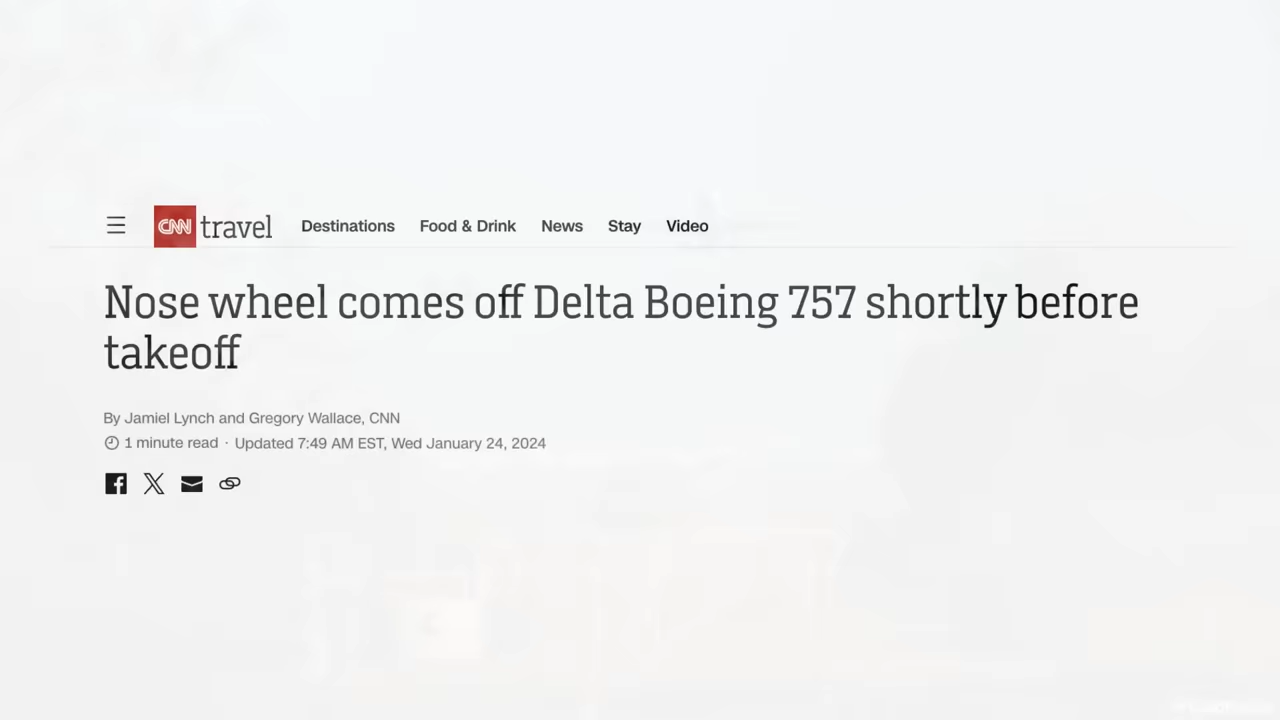 CNN travel Destinations Food & Drink News Stay Video
Nose wheel comes off Delta Boeing 757 shortly before
takeoff
By Jamiel Lynch and Gregory Wallace, CNN
1 minute read · Updated 7:49 AM EST, Wed January 24, 2024